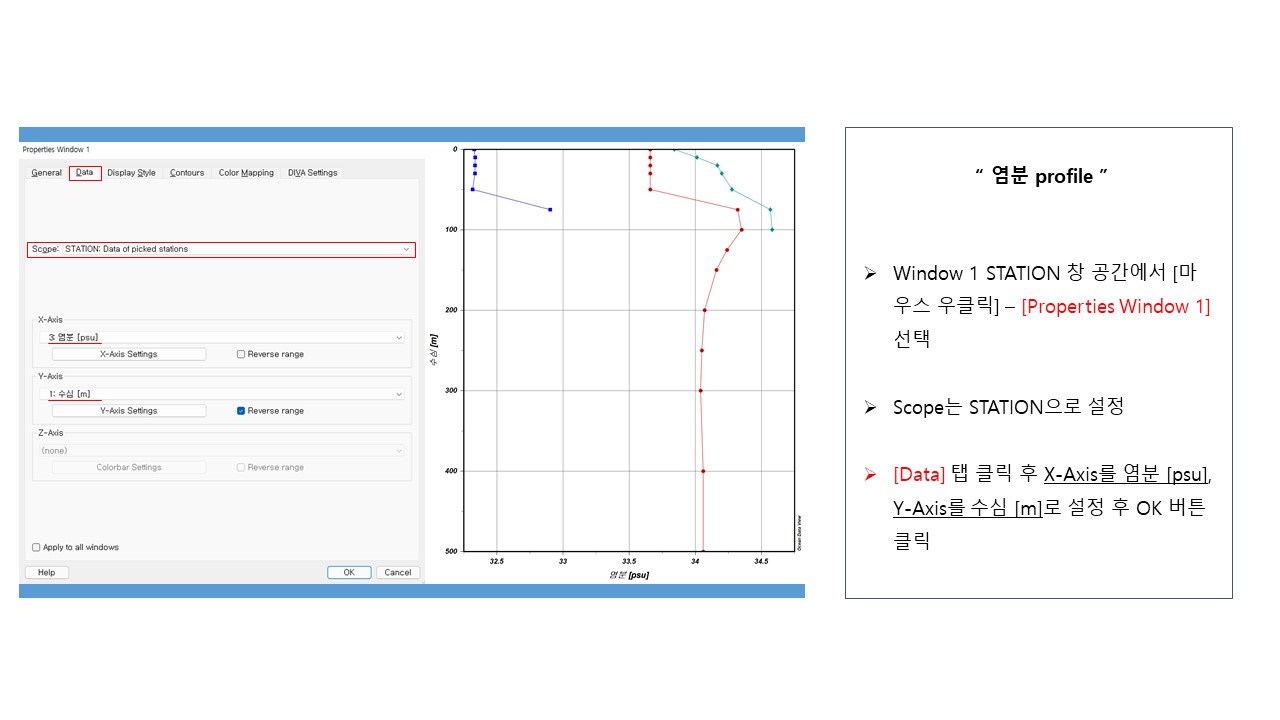 Properties Window 1
General Data Display Style Contours Color Mapping DIVA Settings
Scope: STATION: Data of picked stations
X-Axis
3: 염분 [psu]
X-Axis Settings Reverse range
Y-Axis
1: 수심 [m]
Y-Axis Settings Reverse range
Z-Axis
(none)
Colorbar Settings Reverse range
Apply to all windows
Help OK Cancel
0
100
200
300
400
500
수심 [m]
32.5 33 33.5 34 34.5
염분 [psu]
Ocean Data View
“ 염분 profile ”
➢ Window 1 STATION 창 공간에서 [마
우스 우클릭] – [Properties Window 1]
선택
➢ Scope는 STATION으로 설정
➢ [Data] 탭 클릭 후 X-Axis를 염분 [psu],
Y-Axis를 수심 [m]로 설정 후 OK 버튼
클릭